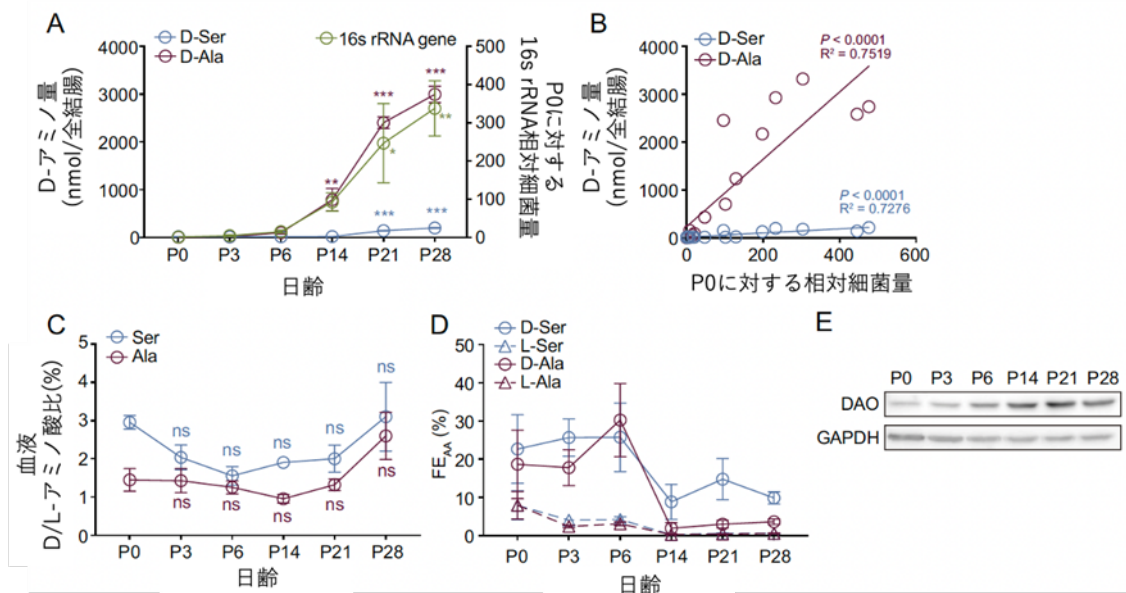 A
D-Ser
D-Ala
16s rRNA gene
D-アミノ量
(nmol/全結腸)
4000
3000
2000
1000
0
500
400
300
200
100
0
P0に対する
16s rRNA相対細菌量
**
***
***
***
***
*
**
P0 P3 P6 P14 P21 P28
日齢
B
D-Ser
D-Ala
D-アミノ量
(nmol/全結腸)
4000
3000
2000
1000
0
P < 0.0001
R² = 0.7519
P < 0.0001
R² = 0.7276
0 200 400 600
P0に対する相対細菌量
C
Ser
Ala
血液
D/L-アミノ酸比(%)
5
4
3
2
1
0
ns ns ns ns ns
ns ns ns ns ns
P0 P3 P6 P14 P21 P28
日齢
D
D-Ser
L-Ser
D-Ala
L-Ala
FEAA (%)
50
40
30
20
10
0
P0 P3 P6 P14 P21 P28
日齢
E
P0 P3 P6 P14 P21 P28
DAO
GAPDH